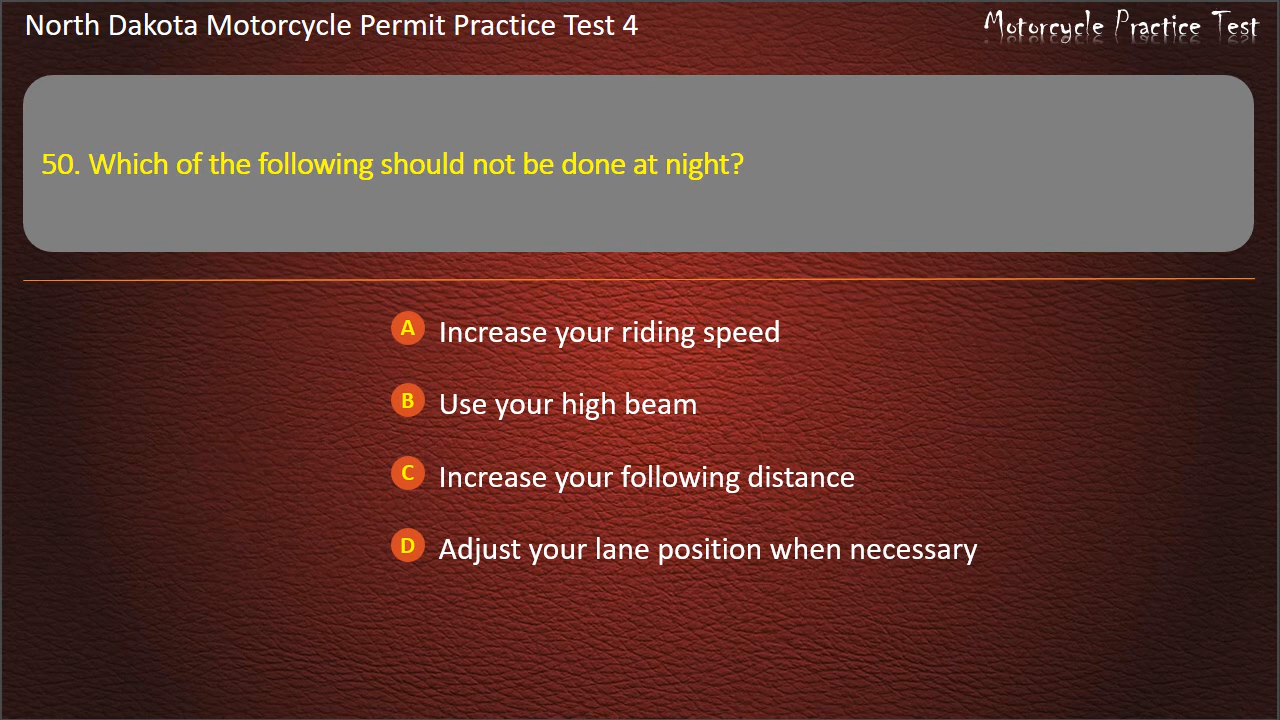 North Dakota Motorcycle Permit Practice Test 4
Motorcycle Practice Test
50. Which of the following should not be done at night?
A Increase your riding speed
B Use your high beam
C Increase your following distance
D Adjust your lane position when necessary